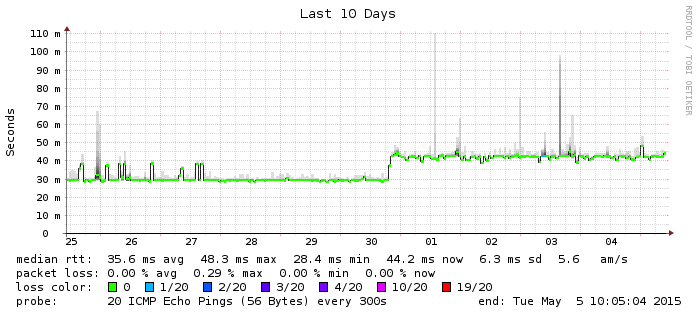 Last 10 Days
RRDTOOL / TOBI OETIKER
Seconds
110 m
100 m
90 m
80 m
70 m
60 m
50 m
40 m
30 m
20 m
10 m
0
25 26 27 28 29 30 01 02 03 04
median rtt: 35.6 ms avg 48.3 ms max 28.4 ms min 44.2 ms now 6.3 ms sd 5.6 am/s
packet loss: 0.00 % avg 0.29 % max 0.00 % min 0.00 % now
loss color: 0 1/20 2/20 3/20 4/20 10/20 19/20
probe: 20 ICMP Echo Pings (56 Bytes) every 300s end: Tue May 5 10:05:04 2015